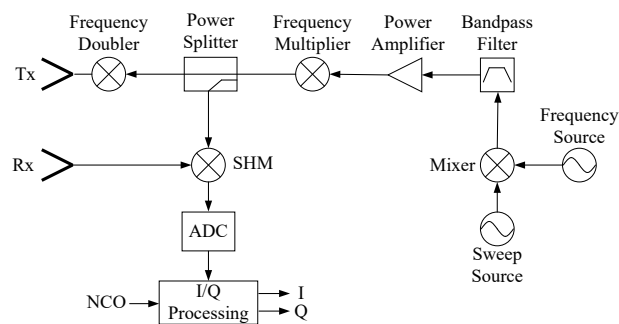 Frequency
Doubler
Power
Splitter
Frequency
Multiplier
Power
Amplifier
Bandpass
Filter
Tx
Frequency
Source
Rx
SHM
Mixer
ADC
Sweep
Source
NCO
I/Q
Processing
I
Q